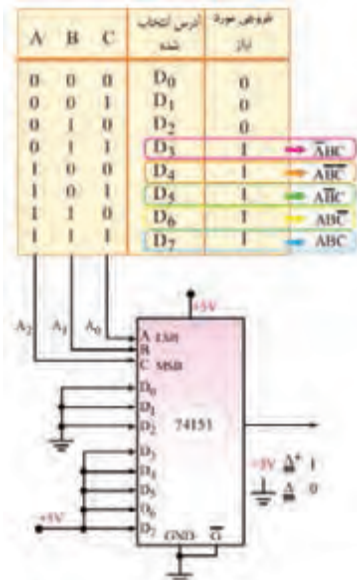 A B C آدرس انتخاب شده خروجی مورد نیاز
0 0 0 D₀ 0
0 0 1 D₁ 0
0 1 0 D₂ 0
0 1 1 D₃ 1 A̅BC
1 0 0 D₄ 1 AB̅C̅
1 0 1 D₅ 1 AB̅C
1 1 0 D₆ 1 ABC̅
1 1 1 D₇ 1 ABC
+5V
A₂ A₁ A₀
A LSB
B
C MSB
D₀
D₁
D₂
74151
D₃
D₄
D₅
D₆
D₇
+5V
GND G̅
+5V ≙ 1
≙ 0